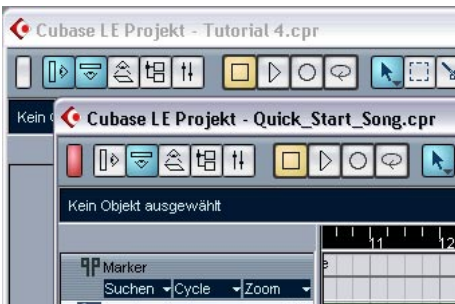 Cubase LE Projekt - Tutorial 4.cpr
Kein
Cubase LE Projekt - Quick_Start_Song.cpr
Kein Objekt ausgewählt
11 12
Marker
Suchen Cycle Zoom